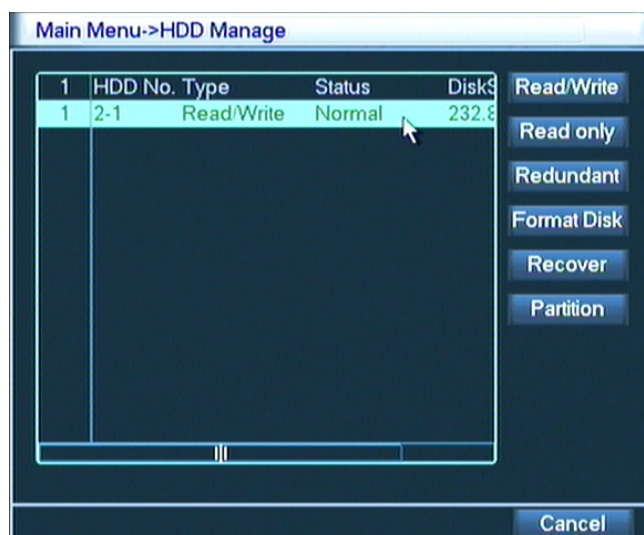 Main Menu->HDD Manage
1 HDD No. Type Status DiskS
1 2-1 Read/Write Normal 232.8
Read/Write
Read only
Redundant
Format Disk
Recover
Partition
Cancel